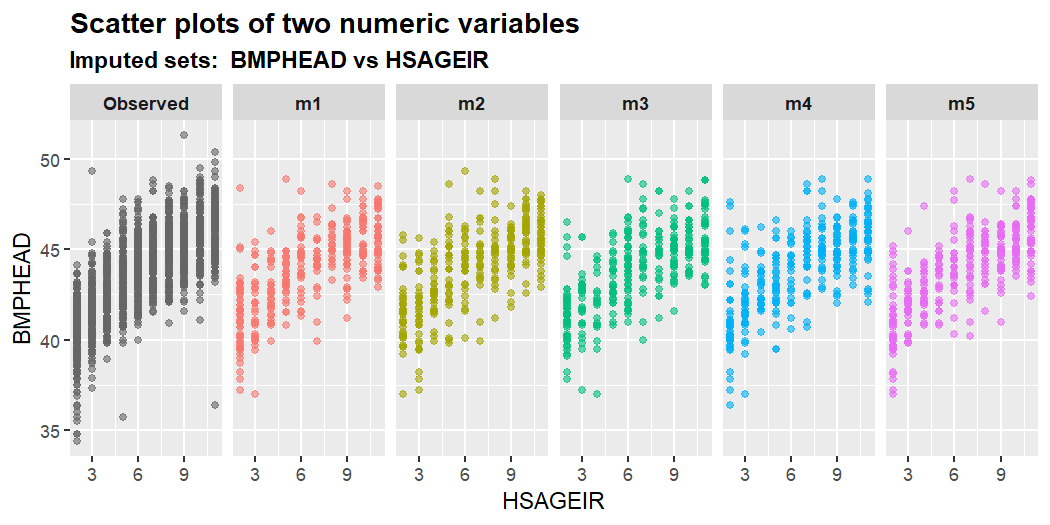 Scatter plots of two numeric variables
Imputed sets:  BMPHEAD vs HSAGEIR
Observed m1 m2 m3 m4 m5
50
45
40
35
BMPHEAD
3 6 9 3 6 9 3 6 9 3 6 9 3 6 9 3 6 9
HSAGEIR